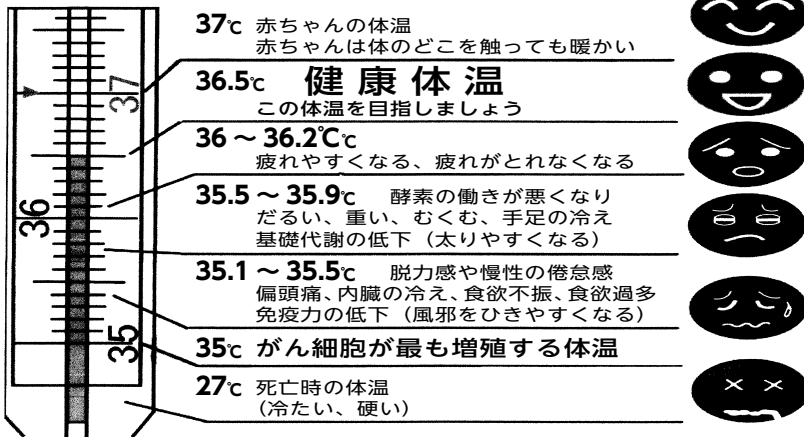 37℃ 赤ちゃんの体温
赤ちゃんは体のどこを触っても暖かい
36.5℃ 健康体温
この体温を目指しましょう
36～36.2℃℃
疲れやすくなる、疲れがとれなくなる
35.5～35.9℃ 酵素の働きが悪くなり
だるい、重い、むくむ、手足の冷え
基礎代謝の低下（太りやすくなる）
35.1～35.5℃ 脱力感や慢性の倦怠感
偏頭痛、内臓の冷え、食欲不振、食欲過多
免疫力の低下（風邪をひきやすくなる）
35℃ がん細胞が最も増殖する体温
27℃ 死亡時の体温
（冷たい、硬い）
37
36
35